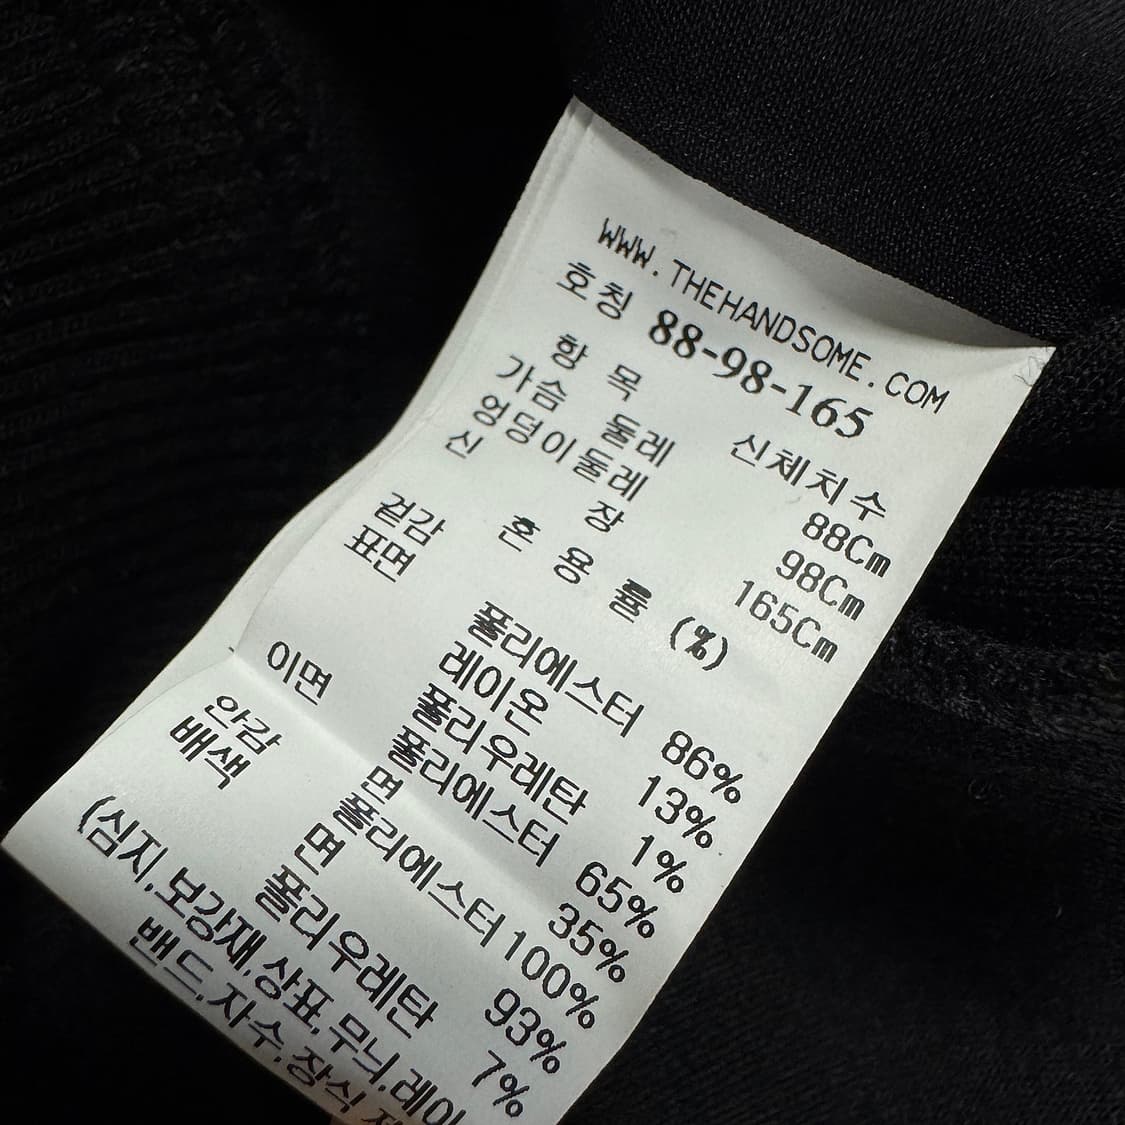 WWW.THEHANDSOME.COM
호칭 88-98-165
항 목 신체치수
가슴 둘레 88Cm
엉덩이둘레 98Cm
신 장 165Cm
혼 용 률 (%)
겉감
표면 폴리에스터 86%
레이온 13%
폴리우레탄 1%
이면 폴리에스터 65%
면 35%
안감 폴리에스터 100%
배색 면 93%
폴리우레탄 7%
(심지,보강재,상표,무늬,레이
밴드,자수,장식